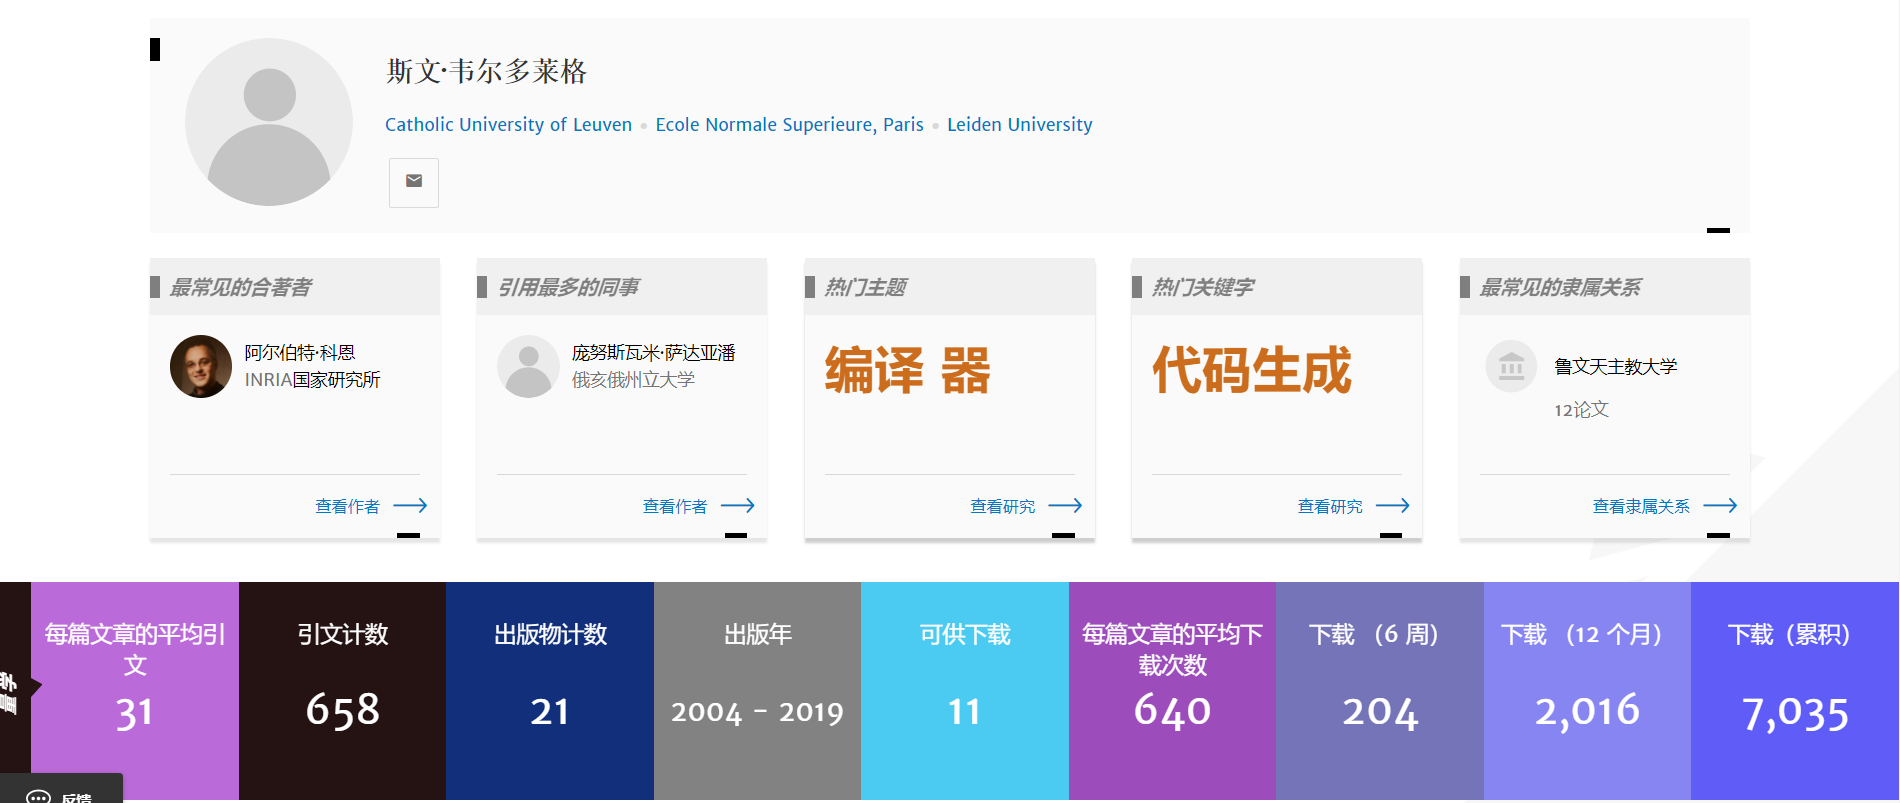 斯文·韦尔多莱格
Catholic University of Leuven • Ecole Normale Superieure, Paris • Leiden University
最常见的合著者
阿尔伯特·科恩
INRIA国家研究所
查看作者
引用最多的同事
庞努斯瓦米·萨达亚潘
俄亥俄州立大学
查看作者
热门主题
编译 器
查看研究
热门关键字
代码生成
查看研究
最常见的隶属关系
鲁文天主教大学
12论文
查看隶属关系
量学
每篇文章的平均引
文
31
引文计数
658
出版物计数
21
出版年
2004 - 2019
可供下载
11
每篇文章的平均下
载次数
640
下载 （6 周）
204
下载 （12 个月）
2,016
下载（累积）
7,035
反馈